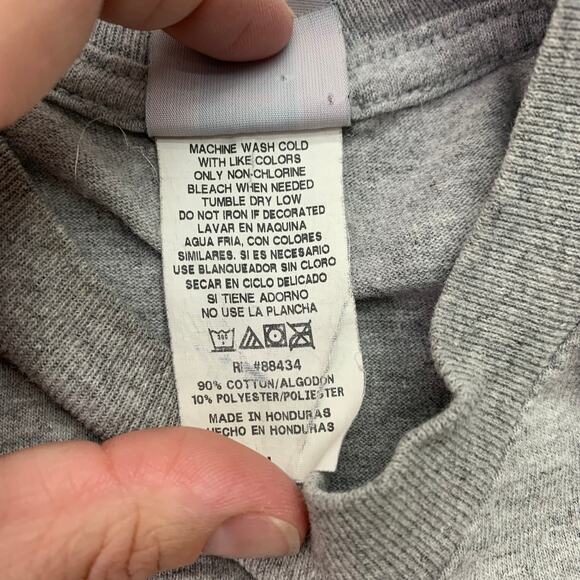 MACHINE WASH COLD
WITH LIKE COLORS
ONLY NON-CHLORINE
BLEACH WHEN NEEDED
TUMBLE DRY LOW
DO NOT IRON IF DECORATED
LAVAR EN MAQUINA
AGUA FRIA, CON COLORES
SIMILARES. SI ES NECESARIO
USE BLANQUEADOR SIN CLORO
SECAR EN CICLO DELICADO
SI TIENE ADORNO
NO USE LA PLANCHA
#88434
90% COTTON/ALGODON
10% POLYESTER/POLIESTER
MADE IN HONDURAS
HECHO EN HONDURAS